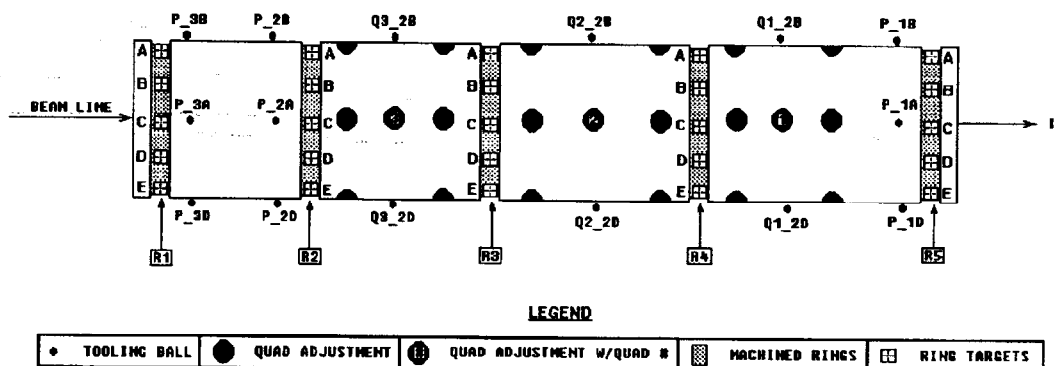 P_3B P_2B Q3_2B Q2_2B Q1_2B P_1B
A A A A A
B B B B B
BEAM LINE P_3A P_2A P_1A
C 3 C C 2 C 1 C
D D D D D
E E E E E
P_3D P_2D Q3_2D Q2_2D Q1_2D P_1D
R1 R2 R3 R4 R5
LEGEND
TOOLING BALL QUAD ADJUSTMENT QUAD ADJUSTMENT W/QUAD # MACHINED RINGS RING TARGETS